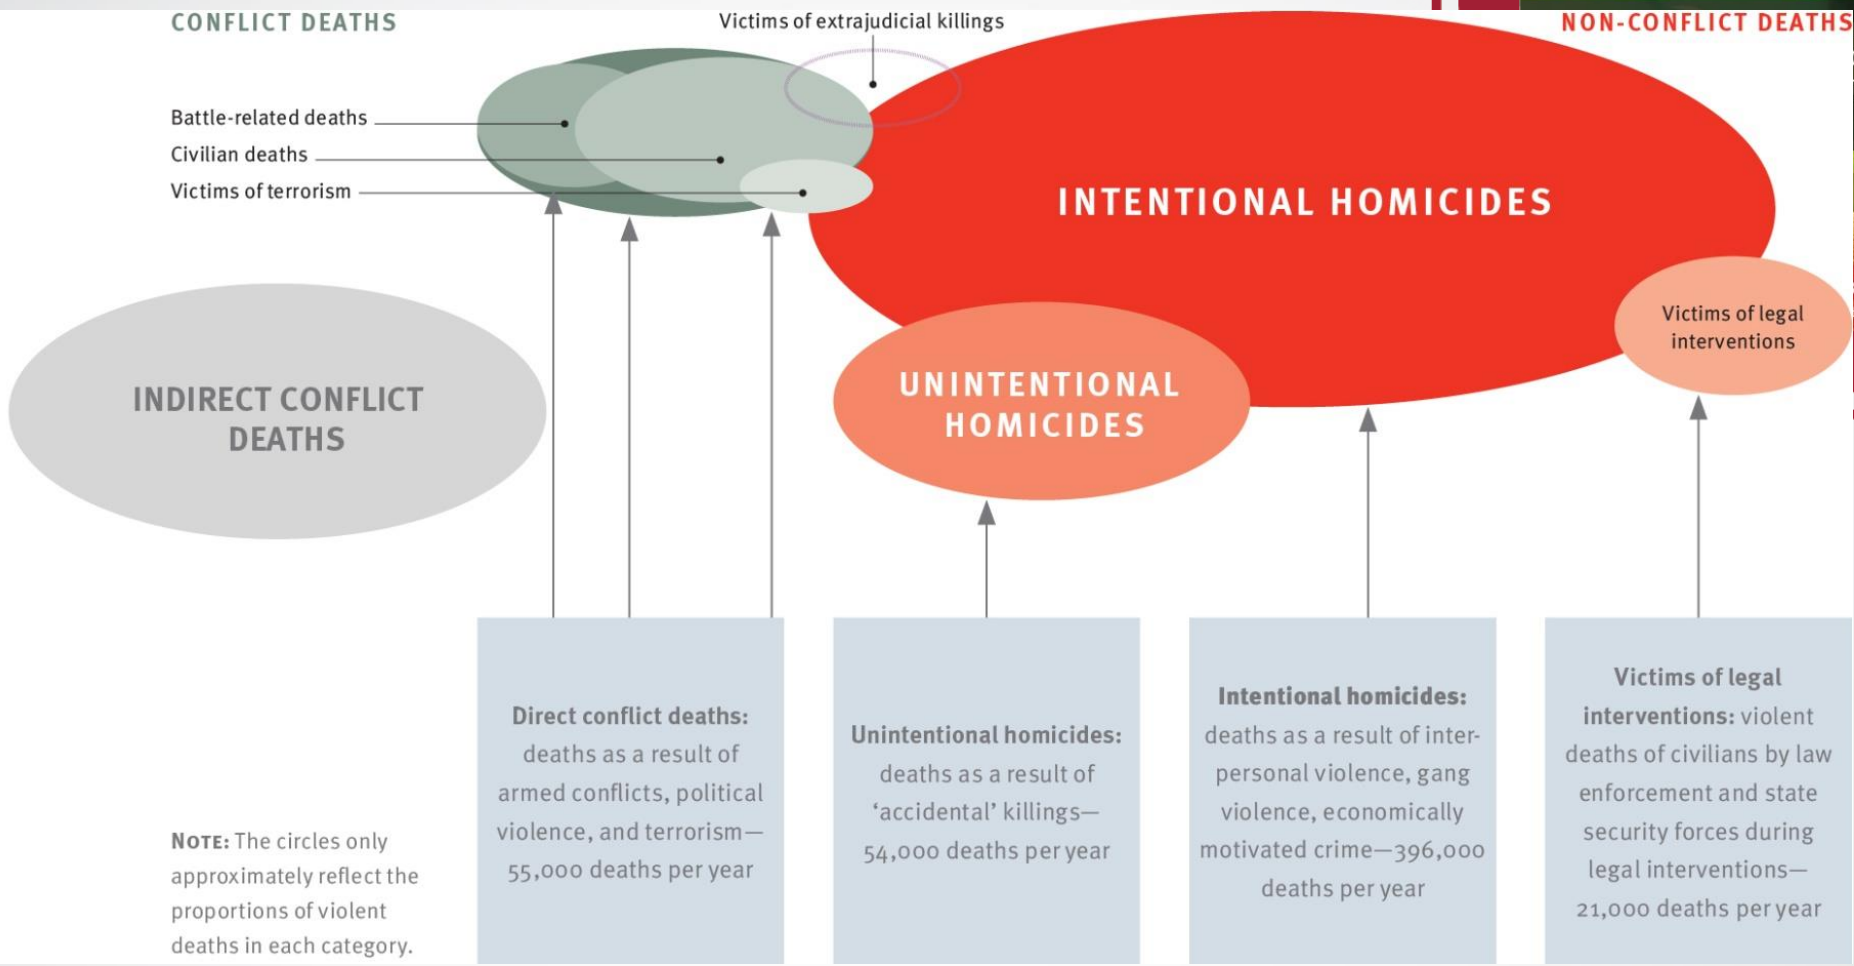 CONFLICT DEATHS
Victims of extrajudicial killings
NON-CONFLICT DEATHS
Battle-related deaths
Civilian deaths
Victims of terrorism
INTENTIONAL HOMICIDES
Victims of legal
interventions
INDIRECT CONFLICT
DEATHS
UNINTENTIONAL
HOMICIDES
Direct conflict deaths:
deaths as a result of
armed conflicts, political
violence, and terrorism—
55,000 deaths per year
Unintentional homicides:
deaths as a result of
‘accidental’ killings—
54,000 deaths per year
Intentional homicides:
deaths as a result of inter-
personal violence, gang
violence, economically
motivated crime—396,000
deaths per year
Victims of legal
interventions: violent
deaths of civilians by law
enforcement and state
security forces during
legal interventions—
21,000 deaths per year
NOTE: The circles only
approximately reflect the
proportions of violent
deaths in each category.